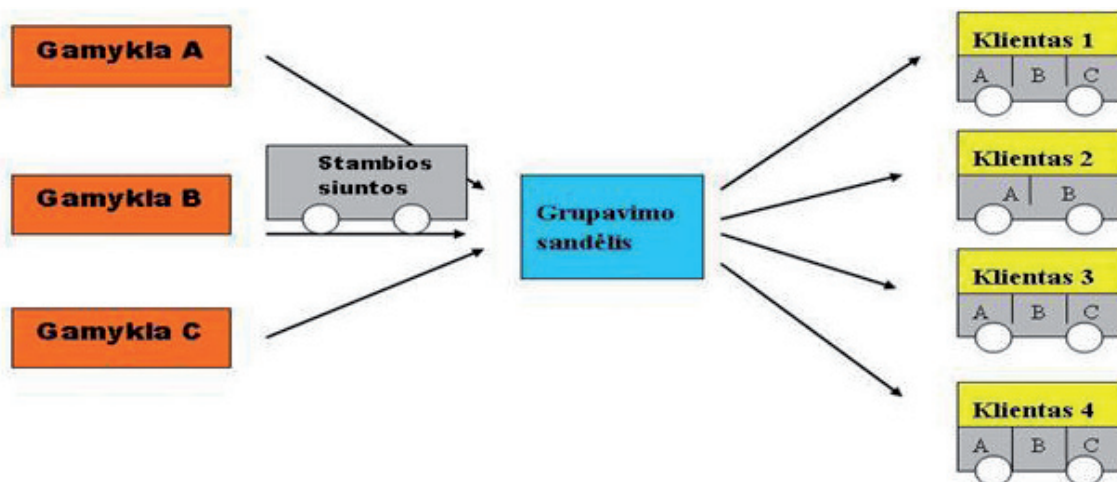 Gamykla A
Gamykla B
Gamykla C
Stambios
siuntos
Grupavimo
sandėlis
Klientas 1
A B C
Klientas 2
A B
Klientas 3
A B C
Klientas 4
A B C